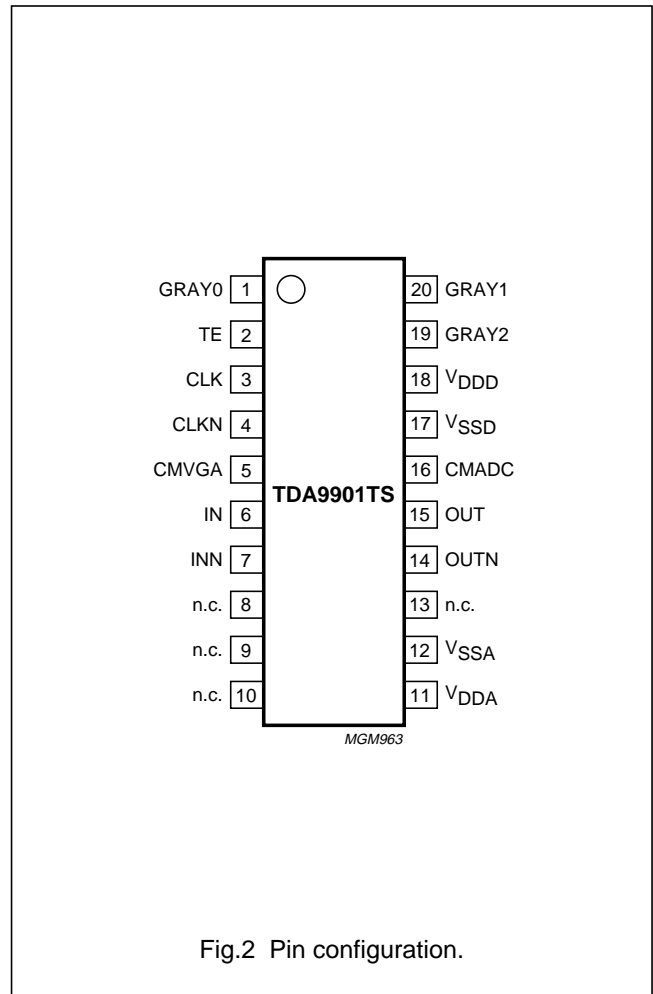 GRAY0 1 20 GRAY1
TE 2 19 GRAY2
CLK 3 18 VDDD
CLKN 4 17 VSSD
CMVGA 5 16 CMADC
TDA9901TS
IN 6 15 OUT
INN 7 14 OUTN
n.c. 8 13 n.c.
n.c. 9 12 VSSA
n.c. 10 11 VDDA
MGM963
Fig.2 Pin configuration.